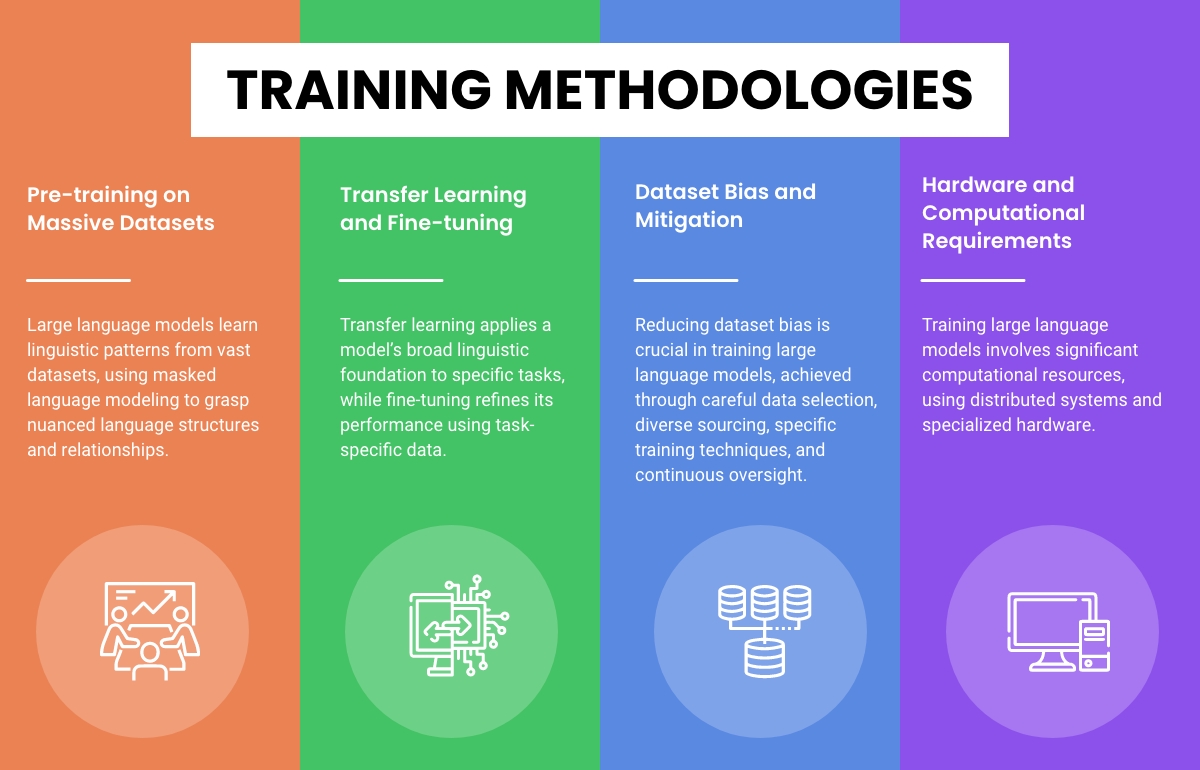 TRAINING METHODOLOGIES
Pre-training on
Massive Datasets
Large language models learn
linguistic patterns from vast
datasets, using masked
language modeling to grasp
nuanced language structures
and relationships.
Transfer Learning
and Fine-tuning
Transfer learning applies a
model’s broad linguistic
foundation to specific tasks,
while fine-tuning refines its
performance using task-
specific data.
Dataset Bias and
Mitigation
Reducing dataset bias is
crucial in training large
language models, achieved
through careful data selection,
diverse sourcing, specific
training techniques, and
continuous oversight.
Hardware and
Computational
Requirements
Training large language
models involves significant
computational resources,
using distributed systems and
specialized hardware.